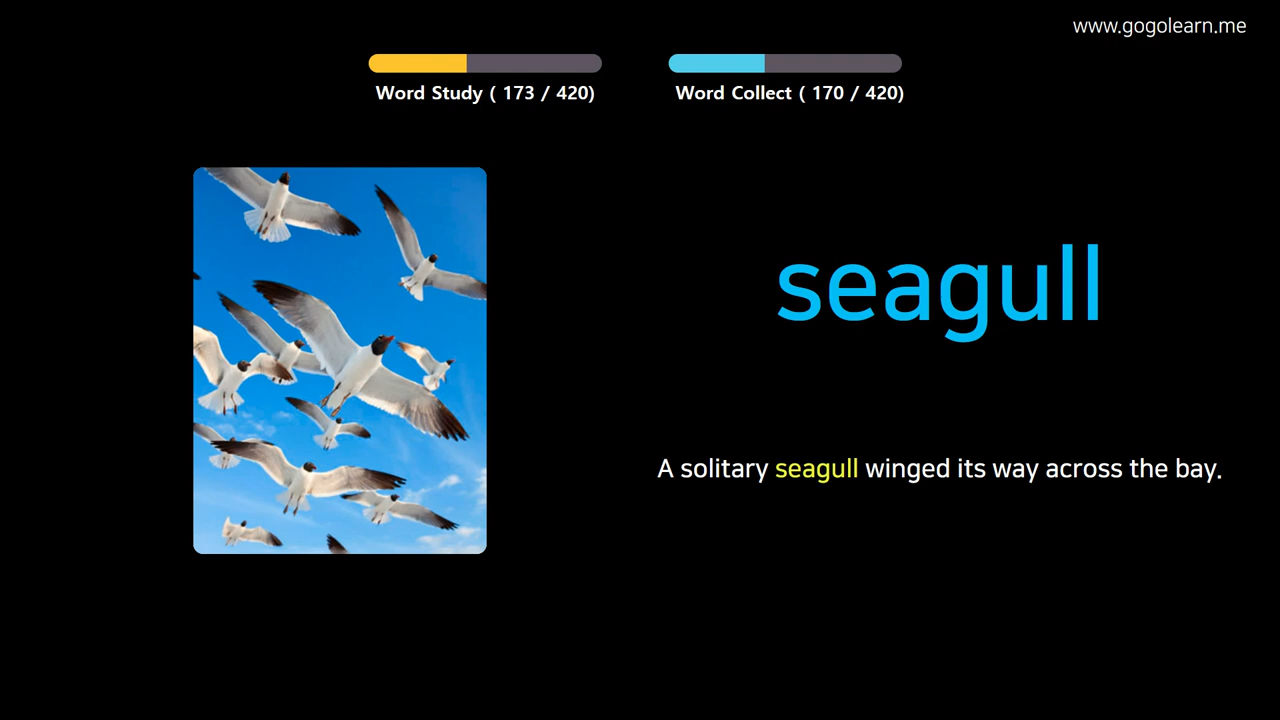 www.gogolearn.me
Word Study ( 173 / 420)
Word Collect ( 170 / 420)
seagull
A solitary seagull winged its way across the bay.